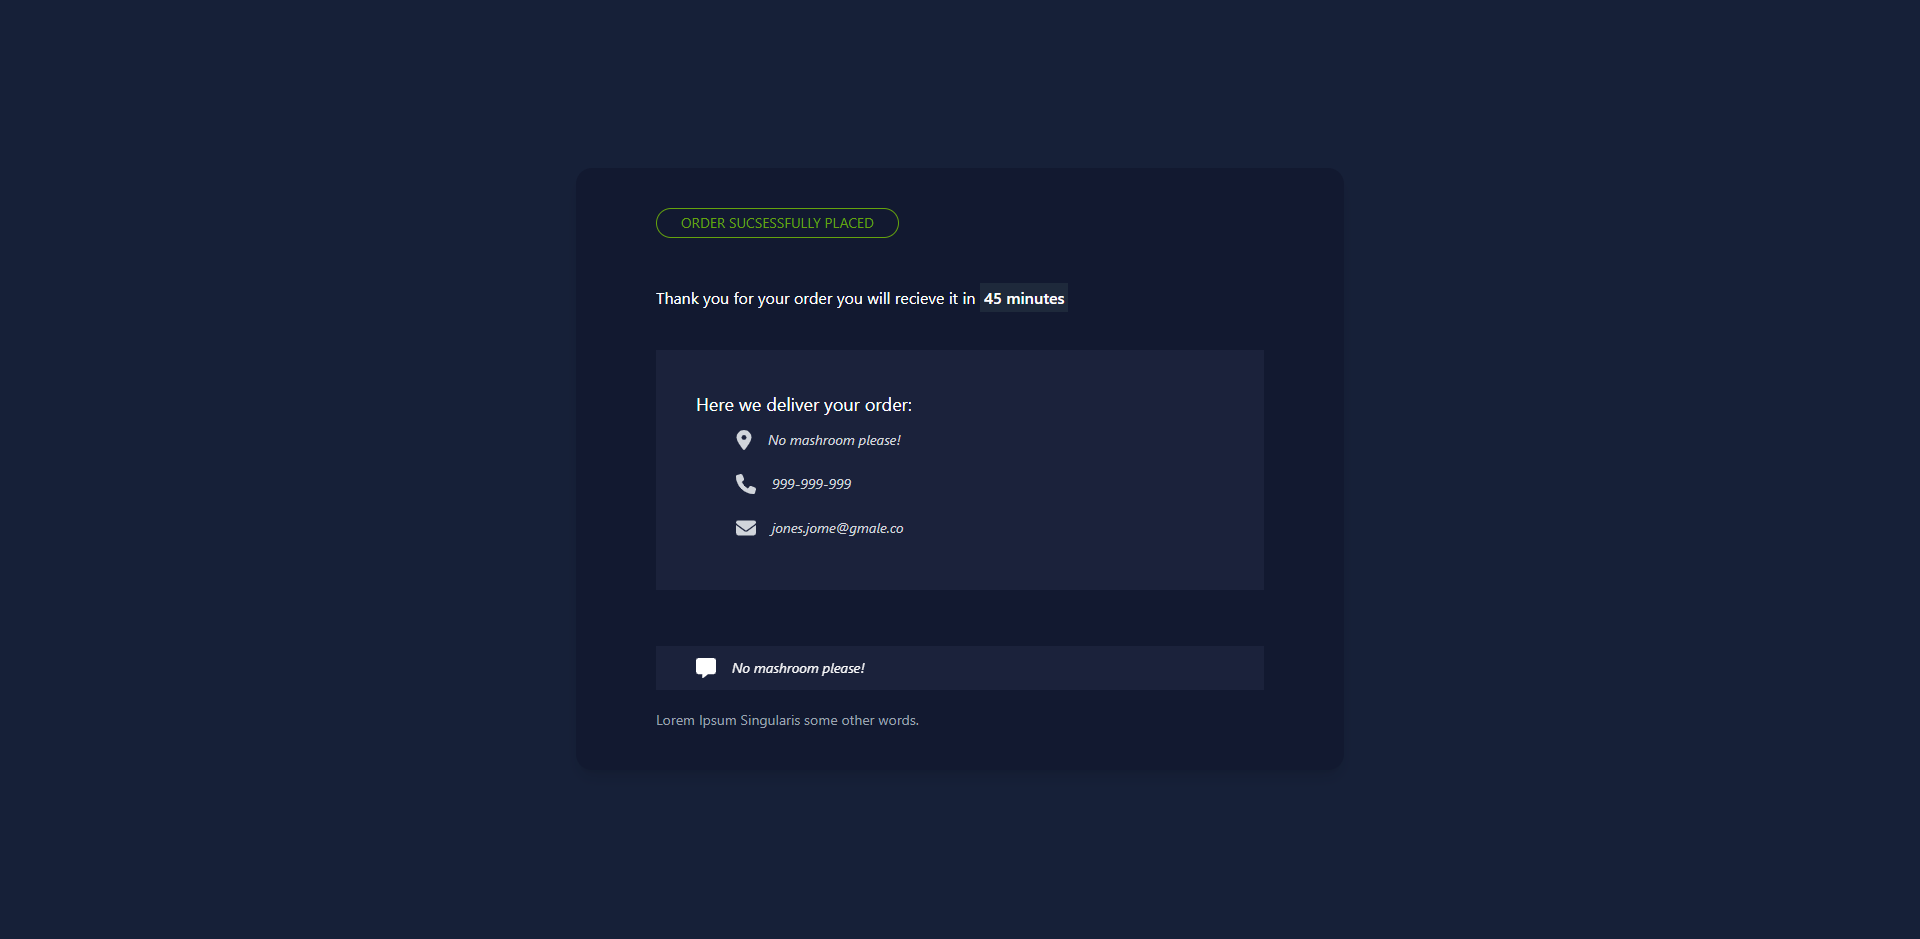 ORDER SUCSESSFULLY PLACED
Thank you for your order you will recieve it in 45 minutes
Here we deliver your order:
No mashroom please!
999-999-999
jones.jome@gmale.co
No mashroom please!
Lorem Ipsum Singularis some other words.